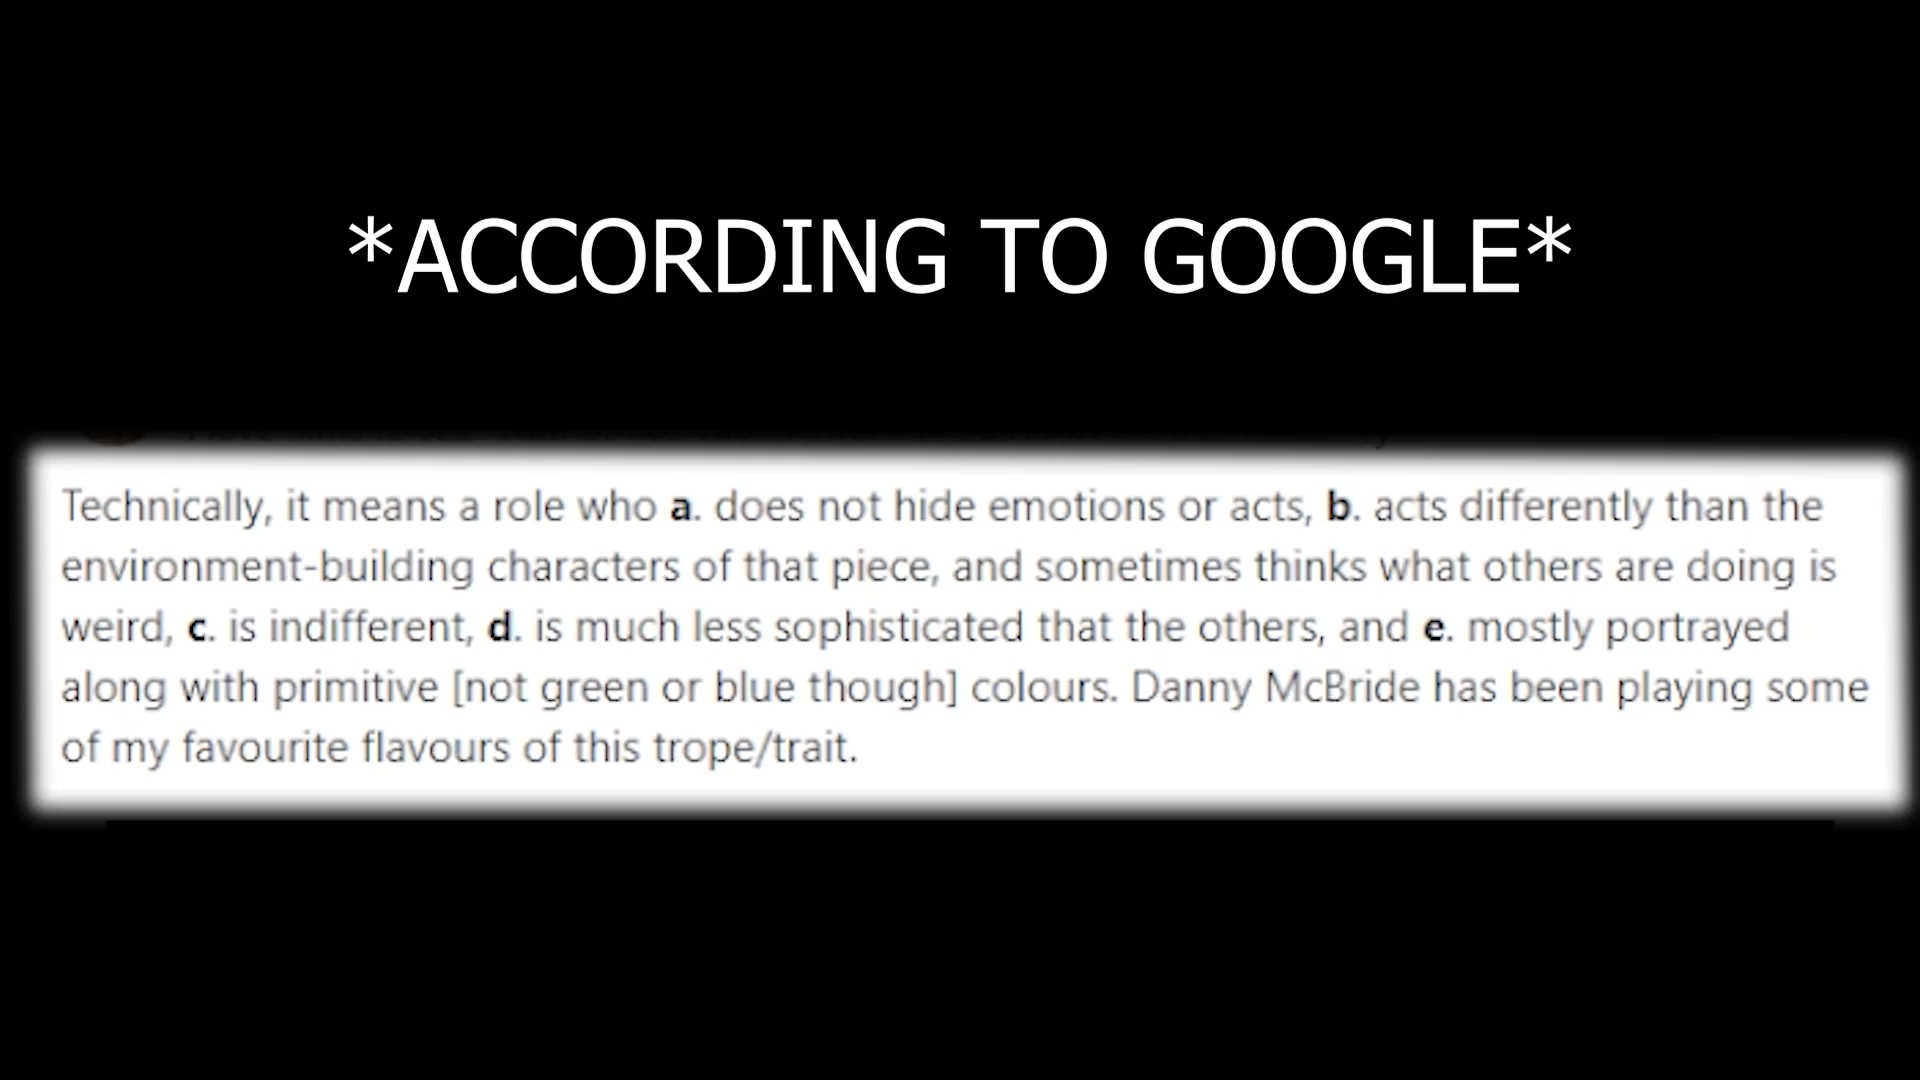 *ACCORDING TO GOOGLE*
Technically, it means a role who a. does not hide emotions or acts, b. acts differently than the
environment-building characters of that piece, and sometimes thinks what others are doing is
weird, c. is indifferent, d. is much less sophisticated that the others, and e. mostly portrayed
along with primitive [not green or blue though] colours. Danny McBride has been playing some
of my favourite flavours of this trope/trait.